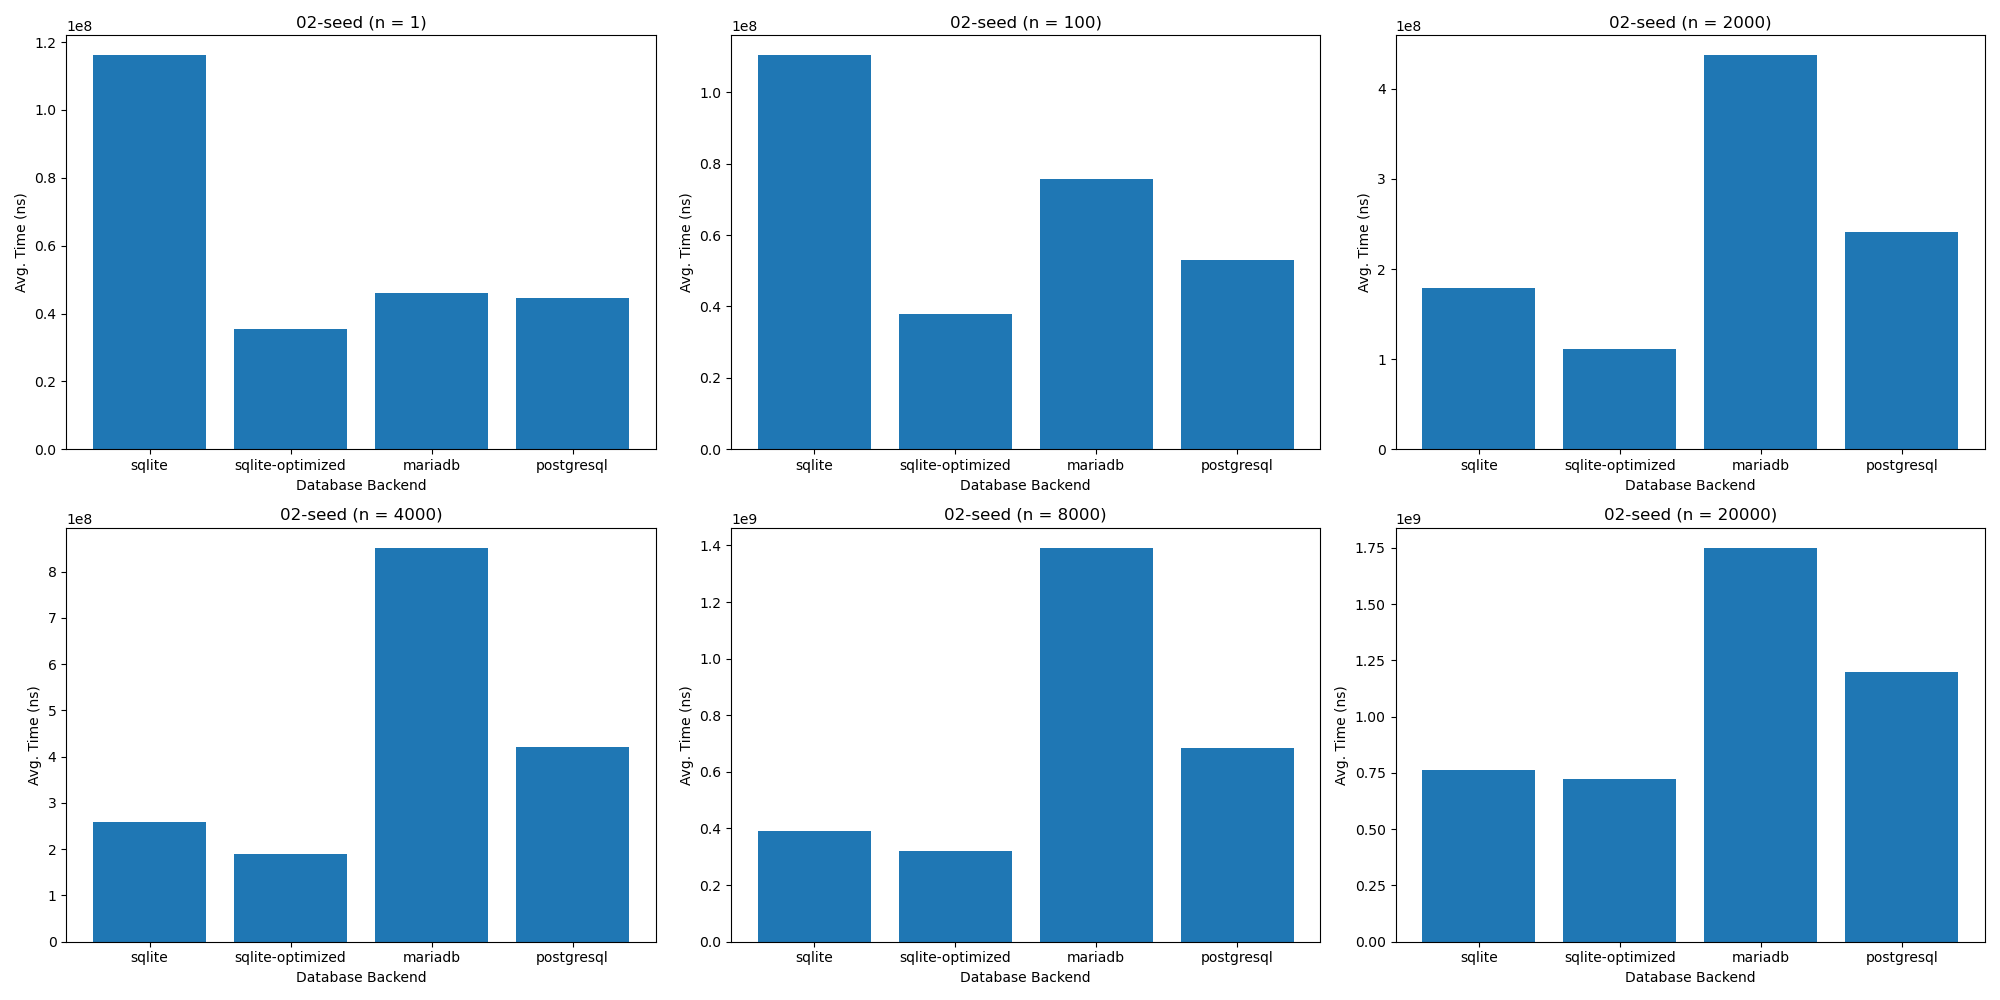 02-seed (n = 1)
1e8
Avg. Time (ns)
1.2
1.0
0.8
0.6
0.4
0.2
0.0
sqlite
sqlite-optimized
mariadb
postgresql
Database Backend
02-seed (n = 100)
1e8
Avg. Time (ns)
1.0
0.8
0.6
0.4
0.2
0.0
sqlite
sqlite-optimized
mariadb
postgresql
Database Backend
02-seed (n = 2000)
1e8
Avg. Time (ns)
4
3
2
1
0
sqlite
sqlite-optimized
mariadb
postgresql
Database Backend
02-seed (n = 4000)
1e8
Avg. Time (ns)
8
7
6
5
4
3
2
1
0
sqlite
sqlite-optimized
mariadb
postgresql
Database Backend
02-seed (n = 8000)
1e9
Avg. Time (ns)
1.4
1.2
1.0
0.8
0.6
0.4
0.2
0.0
sqlite
sqlite-optimized
mariadb
postgresql
Database Backend
02-seed (n = 20000)
1e9
Avg. Time (ns)
1.75
1.50
1.25
1.00
0.75
0.50
0.25
0.00
sqlite
sqlite-optimized
mariadb
postgresql
Database Backend